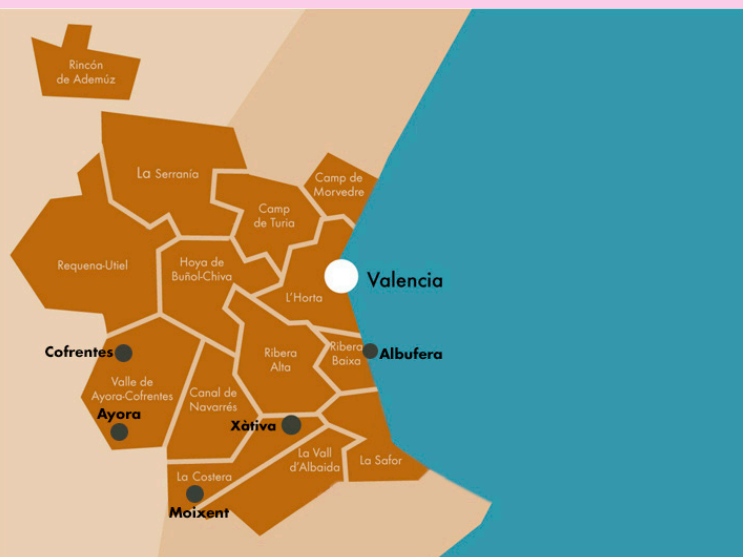 Rincón
de Ademúz
La Serranía
Camp de
Morvedre
Camp
de Turia
Requena-Utiel
Hoya de
Buñol-Chiva
Valencia
L'Horta
Cofrentes
Ribera
Alta
Ribera
Baixa
Albufera
Valle de
Ayora-Cofrentes
Canal de
Navarrés
Ayora
Xàtiva
La Vall
d'Albaida
La Safor
La Costera
Moixent